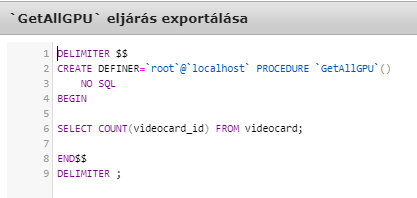 `GetAllGPU` eljárás exportálása
1 DELIMITER $$
2 CREATE DEFINER=`root`@`localhost` PROCEDURE `GetAllGPU`()
3     NO SQL
4 BEGIN
5
6 SELECT COUNT(videocard_id) FROM videocard;
7
8 END$$
9 DELIMITER ;